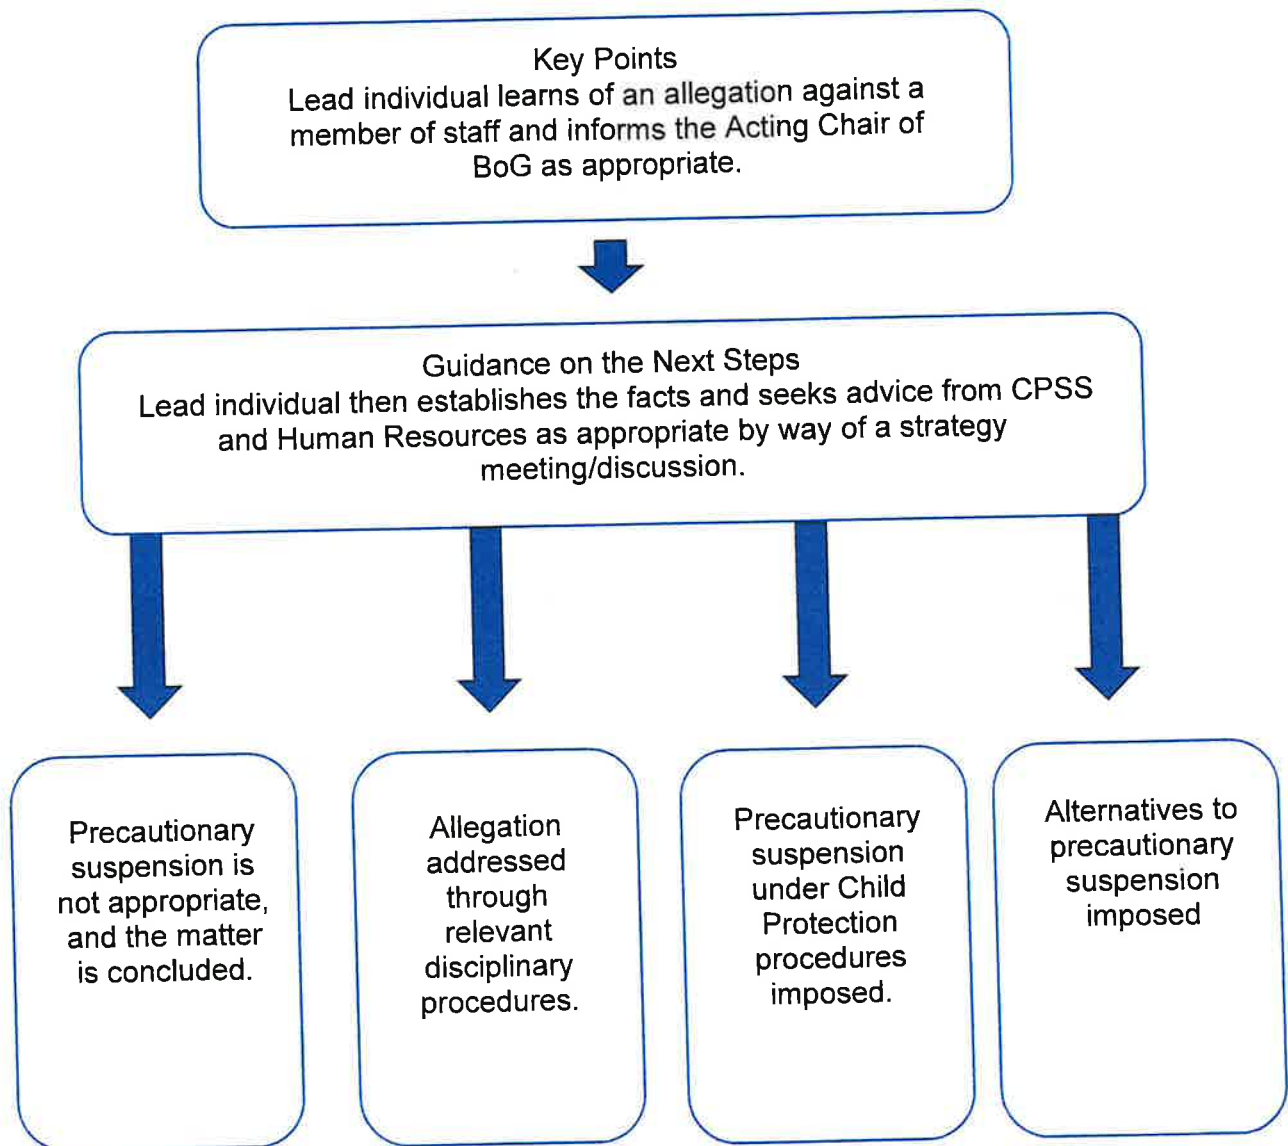 Key Points
Lead individual learns of an allegation against a
member of staff and informs the Acting Chair of
BoG as appropriate.
Guidance on the Next Steps
Lead individual then establishes the facts and seeks advice from CPSS
and Human Resources as appropriate by way of a strategy
meeting/discussion.
Precautionary
suspension is
not appropriate,
and the matter
is concluded.
Allegation
addressed
through
relevant
disciplinary
procedures.
Precautionary
suspension
under Child
Protection
procedures
imposed.
Alternatives to
precautionary
suspension
imposed